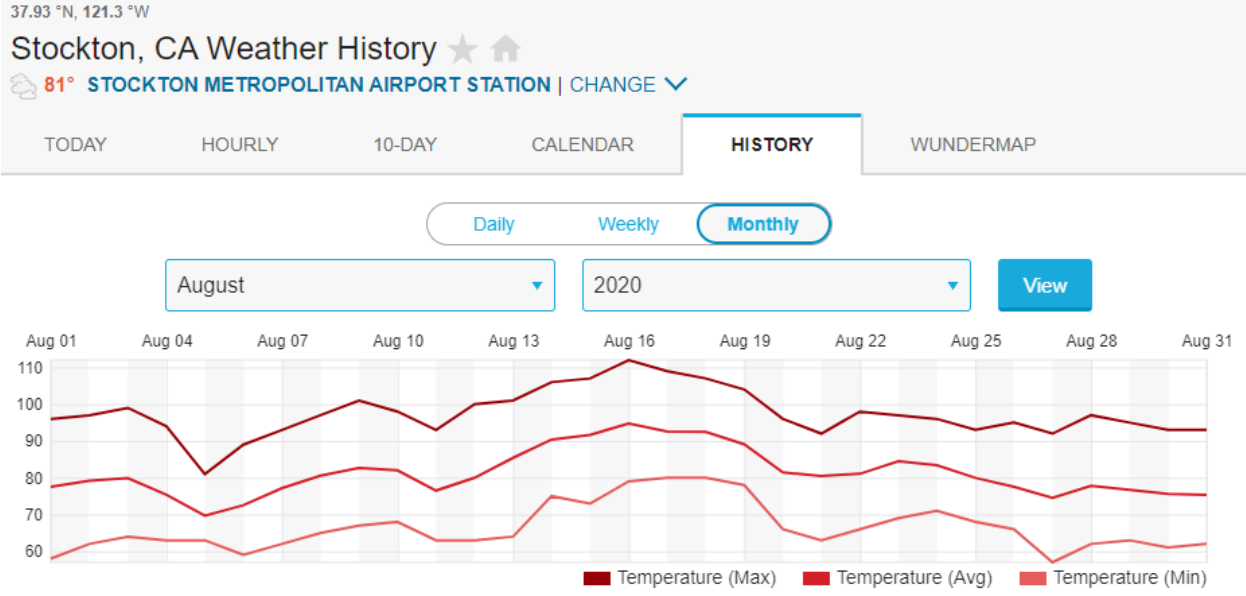 37.93 °N, 121.3 °W
Stockton, CA Weather History
81° STOCKTON METROPOLITAN AIRPORT STATION | CHANGE
TODAY HOURLY 10-DAY CALENDAR HISTORY WUNDERMAP
Daily Weekly Monthly
August 2020 View
Aug 01 Aug 04 Aug 07 Aug 10 Aug 13 Aug 16 Aug 19 Aug 22 Aug 25 Aug 28 Aug 31
110
100
90
80
70
60
Temperature (Max) Temperature (Avg) Temperature (Min)